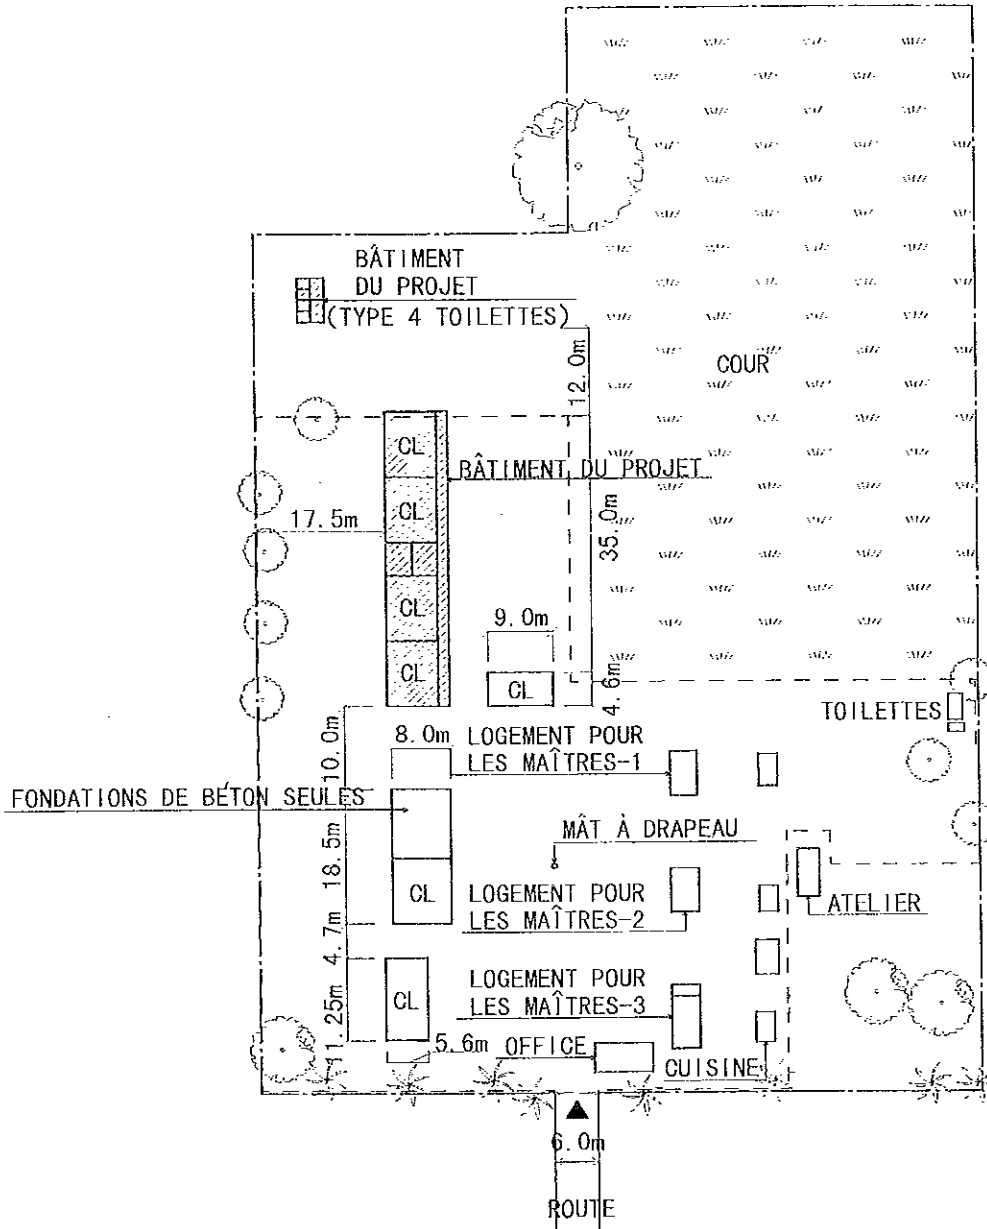 BÂTIMENT
DU PROJET
(TYPE 4 TOILETTES)
12.0m
COUR
CL
BÂTIMENT DU PROJET
CL
17.5m
35.0m
CL
9.0m
CL
CL
4.6m
TOILETTES
10.0m
8.0m
LOGEMENT POUR
LES MAÎTRES-1
FONDATIONS DE BÉTON SEULES
MÂT À DRAPEAU
18.5m
CL
LOGEMENT POUR
LES MAÎTRES-2
ATELIER
4.7m
LOGEMENT POUR
LES MAÎTRES-3
CL
11.25m
5.6m
OFFICE
CUISINE
6.0m
ROUTE